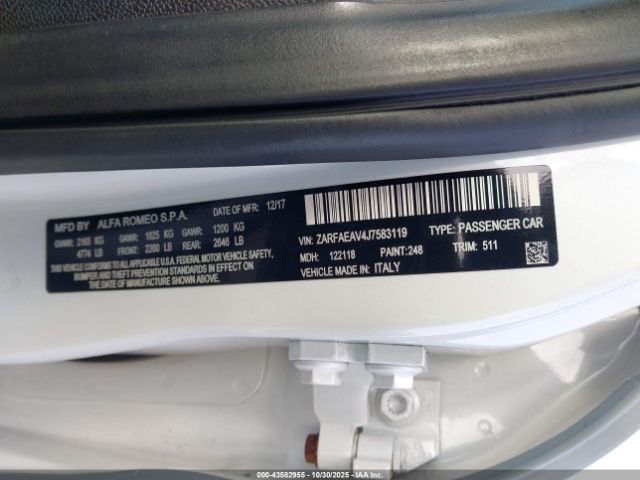 MFD BY ALFA ROMEO S.P.A. DATE OF MFR 12/17
GVWR: 2165 KG GAWR: 1025 KG GAWR: 1200 KG
4774 LB FRONT: 2260 LB REAR: 2646 LB
THIS VEHICLE CONFORMS TO ALL APPLICABLE U.S.A. FEDERAL MOTOR VEHICLE SAFETY,
BUMPER, AND THEFT PREVENTION STANDARDS IN EFFECT ON
THE DATE OF MANUFACTURE SHOWN ABOVE.
VIN: ZARFAEAV4J7583119 TYPE: PASSENGER CAR
MDH: 122118 PAINT: 248 TRIM: 511
VEHICLE MADE IN: ITALY
000-43582955 | 10/30/2025 | IAAI.COM